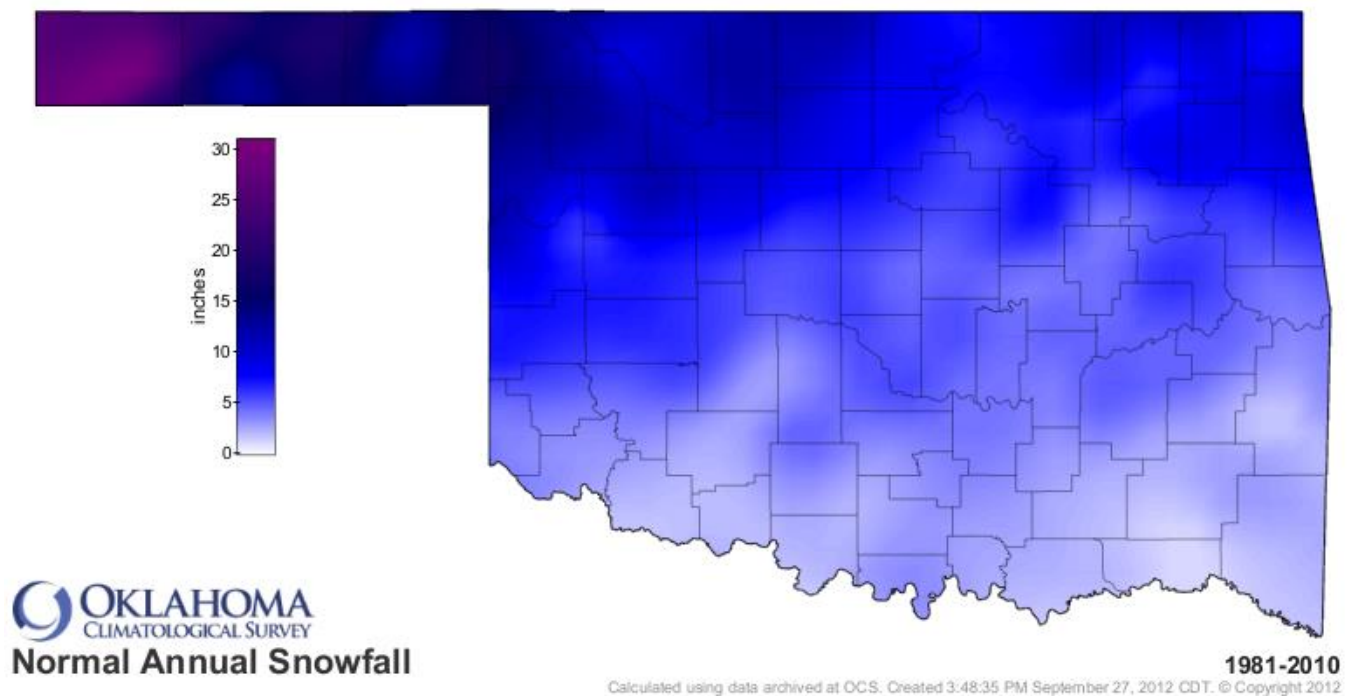 30
25
20
15
10
5
0
inches
OKLAHOMA
CLIMATOLOGICAL SURVEY
Normal Annual Snowfall
1981-2010
Calculated using data archived at OCS. Created 3:48:35 PM September 27, 2012 CDT. © Copyright 2012